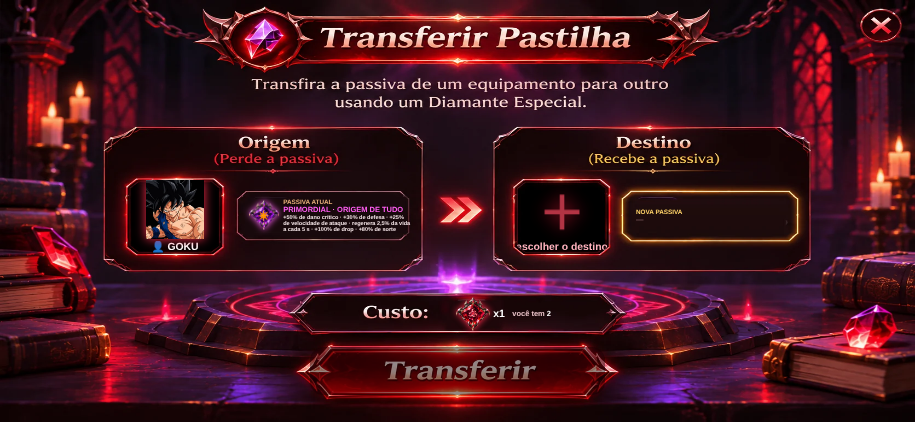 Transferir Pastilha
Transfira a passiva de um equipamento para outro
usando um Diamante Especial.
Origem
(Perde a passiva)
PASSIVA ATUAL
PRIMORDIAL · ORIGEM DE TUDO
+50% de dano crítico · +30% de defesa · +25%
de velocidade de ataque · regenera 2,5% da vida
a cada 5 s · +100% de drop · +80% de sorte
GOKU
Destino
(Recebe a passiva)
escolher o destino
NOVA PASSIVA
—
Custo:
x1
você tem 2
Transferir